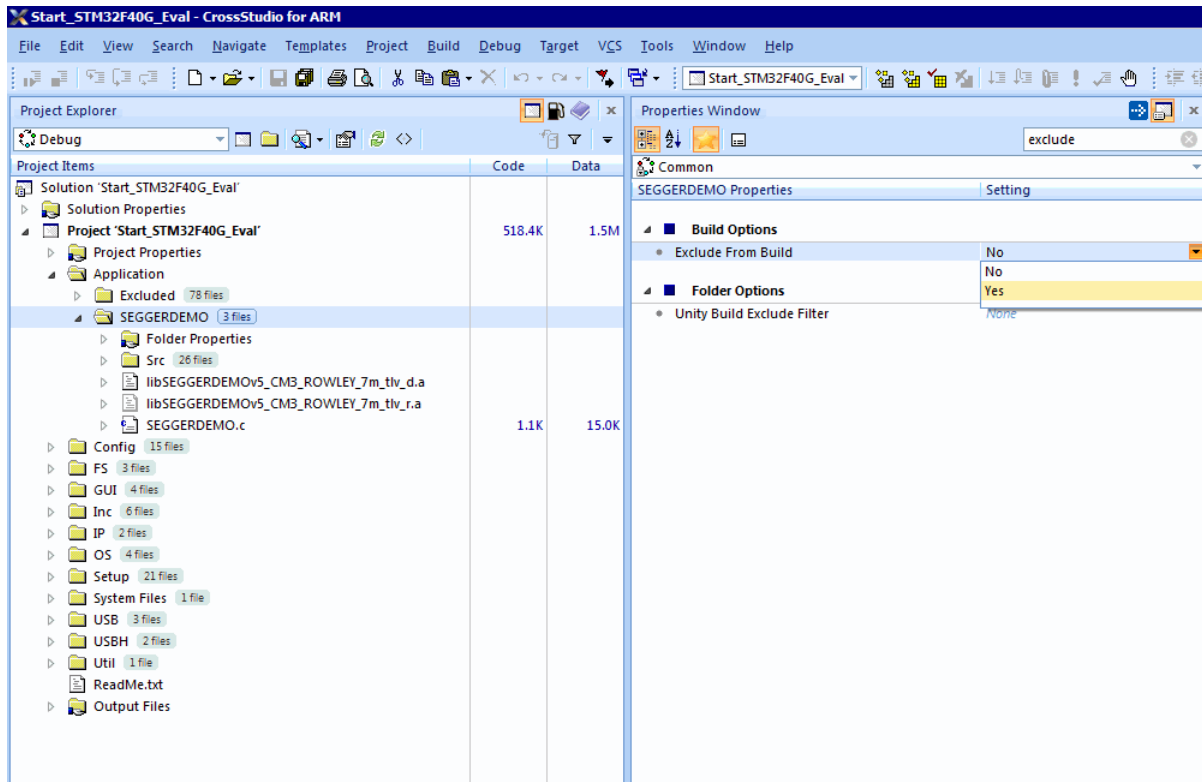 Start_STM32F40G_Eval - CrossStudio for ARM
File Edit View Search Navigate Templates Project Build Debug Target VCS Tools Window Help
Start_STM32F40G_Eval
Project Explorer
Debug
Project Items Code Data
Solution 'Start_STM32F40G_Eval'
Solution Properties
Project 'Start_STM32F40G_Eval' 518.4K 1.5M
Project Properties
Application
Excluded 78 files
SEGGERDEMO 3 files
Folder Properties
Src 26 files
libSEGGERDEMOv5_CM3_ROWLEY_7m_tlv_d.a
libSEGGERDEMOv5_CM3_ROWLEY_7m_tlv_r.a
SEGGERDEMO.c 1.1K 15.0K
Config 15 files
FS 3 files
GUI 4 files
Inc 6 files
IP 2 files
OS 4 files
Setup 21 files
System Files 1 file
USB 3 files
USBH 2 files
Util 1 file
ReadMe.txt
Output Files
Properties Window
exclude
Common
SEGGERDEMO Properties Setting
Build Options
Exclude From Build No
No
Folder Options Yes
Unity Build Exclude Filter None